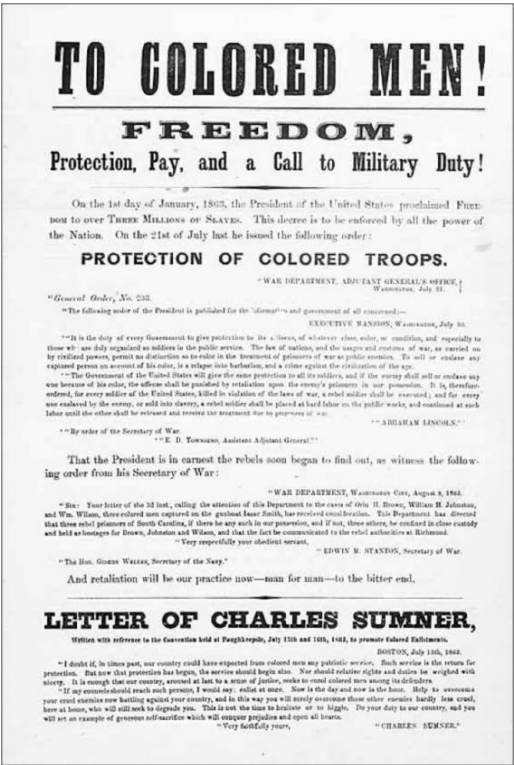 TO COLORED MEN!
FREEDOM,
Protection, Pay, and a Call to Military Duty!
On the 1st day of January, 1863, the President of the United States proclaimed FREE-
DOM to over THREE MILLIONS OF SLAVES. This decree is to be enforced by all the power of
the Nation. On the 21st of July last he issued the following order:
PROTECTION OF COLORED TROOPS.
"WAR DEPARTMENT, ADJUTANT GENERAL'S OFFICE,
WASHINGTON, July 21.
"General Order, No. 233.
"The following order of the President is published for the information and government of all concerned:—
EXECUTIVE MANSION, WASHINGTON, July 30.
"'It is the duty of every Government to give protection to its citizens, of whatever class, color, or condition, and especially to
those who are duly organized as soldiers in the public service. The law of nations, and the usages and customs of war, as carried on
by civilized powers, permit no distinction as to color in the treatment of prisoners of war as public enemies. To sell or enslave any
captured person on account of his color, is a relapse into barbarism, and a crime against the civilization of the age.
"'The Government of the United States will give the same protection to all its soldiers, and if the enemy shall sell or enslave any
one because of his color, the offense shall be punished by retaliation upon the enemy's prisoners in our possession. It is, therefore
ordered, for every soldier of the United States, killed in violation of the laws of war, a rebel soldier shall be executed; and for every
one enslaved by the enemy, or sold into slavery, a rebel soldier shall be placed at hard labor on the public works, and continued at such
labor until the other shall be released and receive the treatment due to prisoners of war.
"'ABRAHAM LINCOLN.'"
"'By order of the Secretary of War.
"'E. D. TOWNSEND, Assistant Adjutant General.'"
That the President is in earnest the rebels soon began to find out, as witness the follow-
ing order from his Secretary of War:
"WAR DEPARTMENT, WASHINGTON CITY, August 8, 1863.
"SIR: Your letter of the 3d inst., calling the attention of this Department to the cases of Orin H. Brown, William H. Johnston,
and Wm. Wilson, three colored men captured on the gunboat Isaac Smith, has received consideration. This Department has directed
that three rebel prisoners of South Carolina, if there be any such in our possession, and if not, three others, be confined in close custody
and held as hostages for Brown, Johnston and Wilson, and that the fact be communicated to the rebel authorities at Richmond.
"Very respectfully your obedient servant,
"EDWIN M. STANTON, Secretary of War.
"The Hon. GIDEON WELLES, Secretary of the Navy."
And retaliation will be our practice now—man for man—to the bitter end.
LETTER OF CHARLES SUMNER,
Written with reference to the Convention held at Poughkeepsie, July 15th and 16th, 1863, to promote Colored Enlistments.
BOSTON, July 13th, 1863.
"I doubt if, in times past, our country could have expected from colored men any patriotic service. Such service is the return for
protection. But now that protection has begun, the service should begin also. Nor should relative rights and duties be weighed with
nicety. It is enough that our country, aroused at last to a sense of justice, seeks to enrol colored men among its defenders.
"If my counsels should reach such persons, I would say: enlist at once. Now is the day and now is the hour. Help to overcome
your cruel enemies now battling against your country, and in this way you will surely overcome those other enemies hardly less cruel,
here at home, who will still seek to degrade you. This is not the time to hesitate or to higgle. Do your duty to our country, and you
will set an example of generous self-sacrifice which will conquer prejudice and open all hearts.
"Very faithfully yours,
"CHARLES SUMNER."